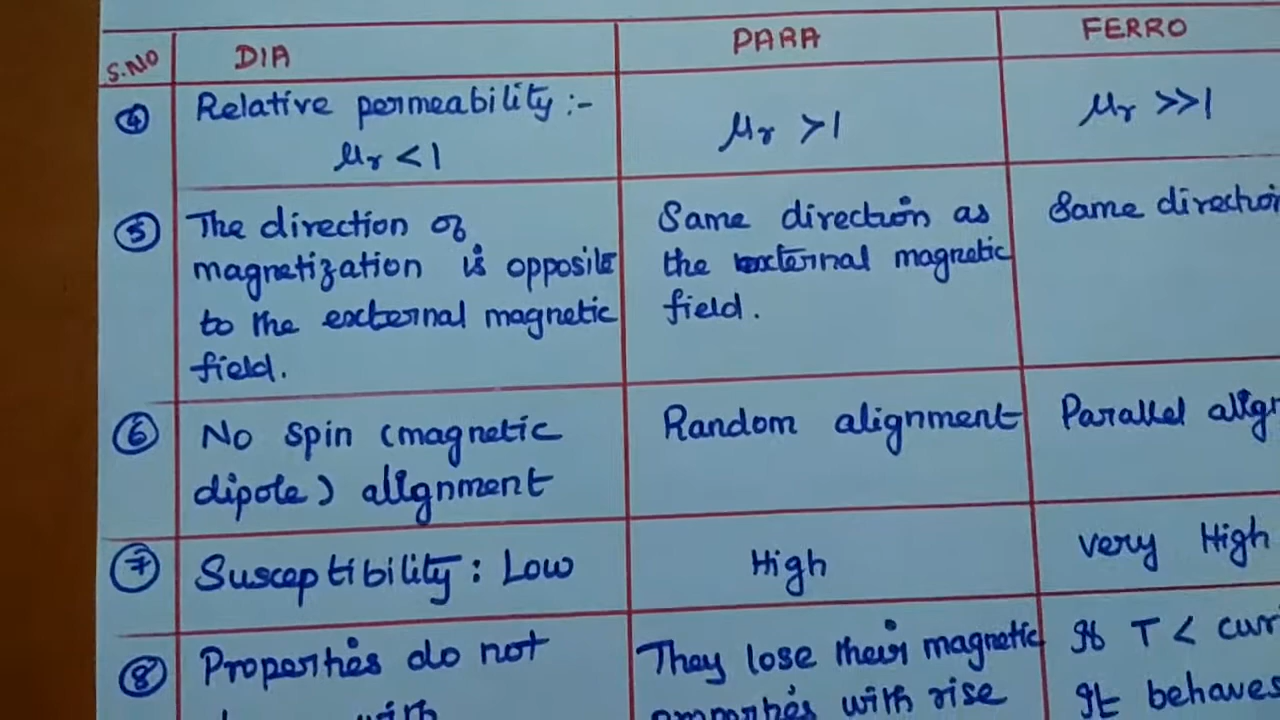 S.NO DIA PARA FERRO
④ Relative permeability :-
μr < 1
μr > 1
μr >> 1
⑤ The direction of
magnetization is opposite
to the external magnetic
field.
Same direction as
the external magnetic
field.
Same direction
⑥ No spin (magnetic
dipole) alignment
Random alignment
Parallel align
⑦ Susceptibility : Low
High
very High
⑧ Properties do not
with
They lose their magnetic
with rise
If T < curi
It behaves